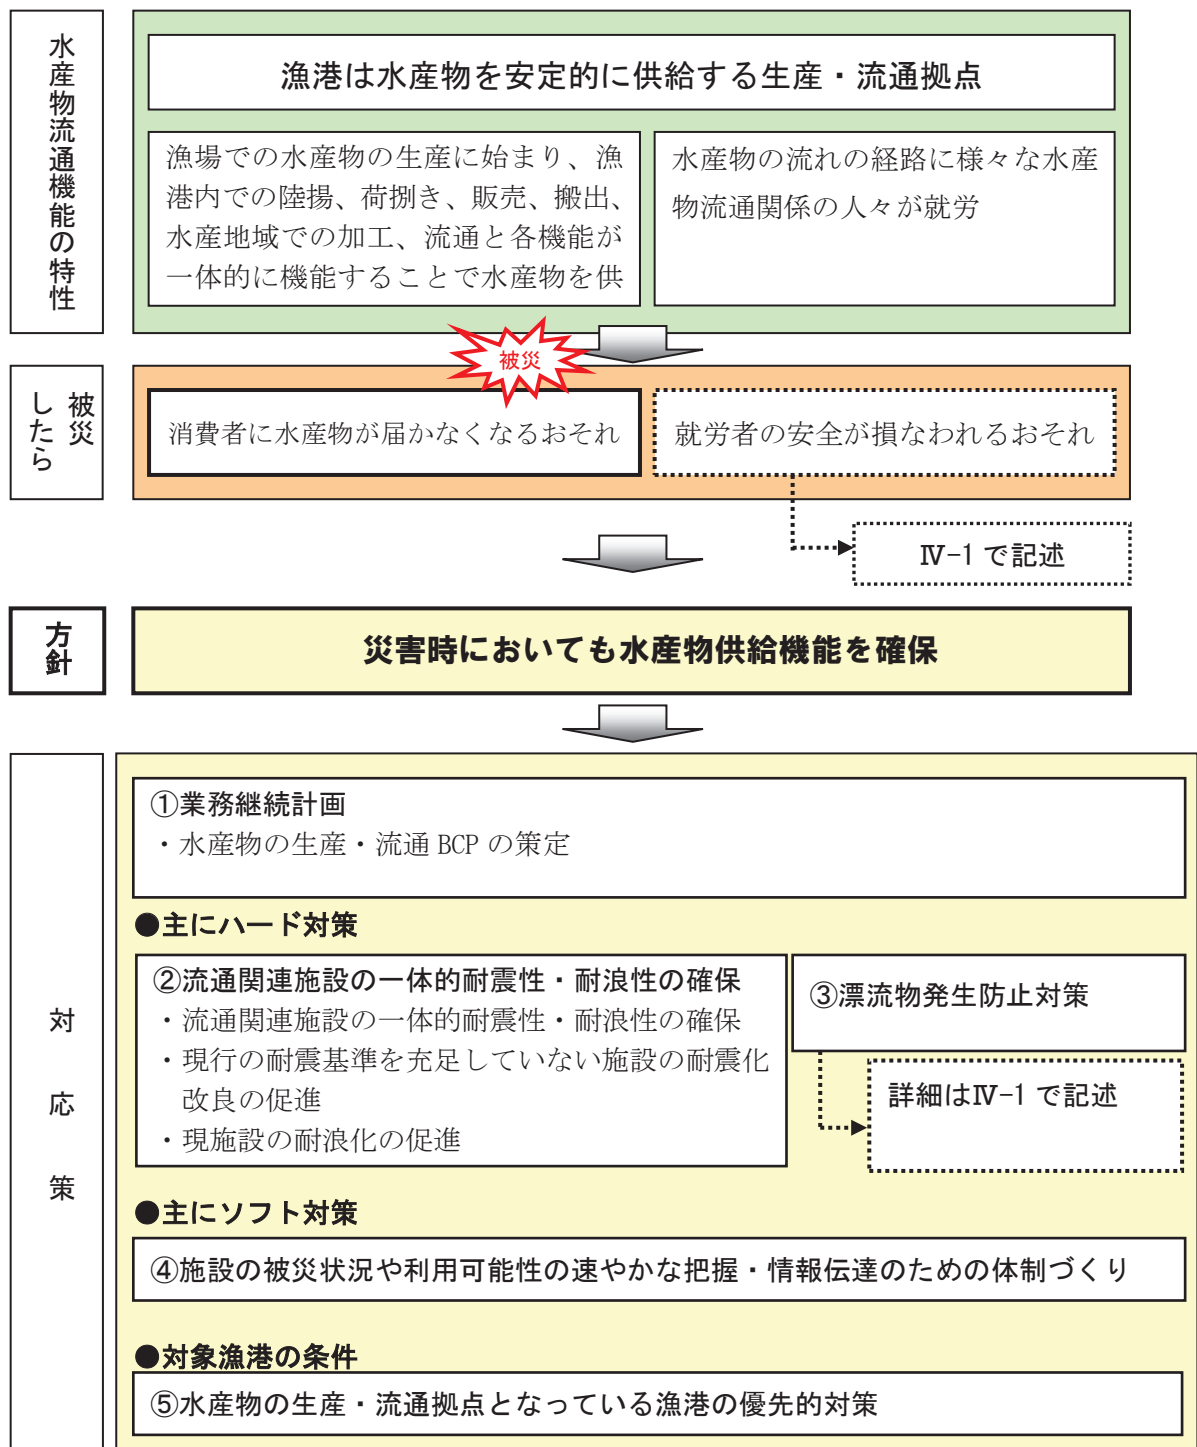 水産物流通機能の特性
漁港は水産物を安定的に供給する生産・流通拠点
漁場での水産物の生産に始まり、漁
港内での陸揚、荷捌き、販売、搬出、
水産地域での加工、流通と各機能が
一体的に機能することで水産物を供
水産物の流れの経路に様々な水産
物流通関係の人々が就労
被災
被災
したら
消費者に水産物が届かなくなるおそれ
就労者の安全が損なわれるおそれ
Ⅳ-1 で記述
方針
災害時においても水産物供給機能を確保
対応策
①業務継続計画
・水産物の生産・流通 BCP の策定
●主にハード対策
②流通関連施設の一体的耐震性・耐浪性の確保
・流通関連施設の一体的耐震性・耐浪性の確保
・現行の耐震基準を充足していない施設の耐震化
改良の促進
・現施設の耐浪化の促進
③漂流物発生防止対策
詳細はⅣ-1 で記述
●主にソフト対策
④施設の被災状況や利用可能性の速やかな把握・情報伝達のための体制づくり
●対象漁港の条件
⑤水産物の生産・流通拠点となっている漁港の優先的対策